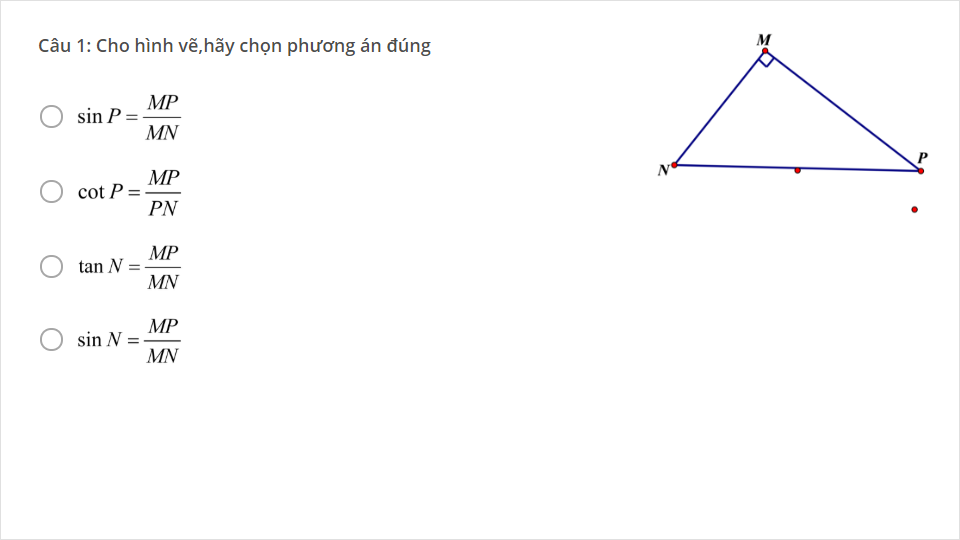 Câu 1: Cho hình vẽ,hãy chọn phương án đúng
sin P = MP/MN
cot P = MP/PN
tan N = MP/MN
sin N = MP/MN
M
N
P